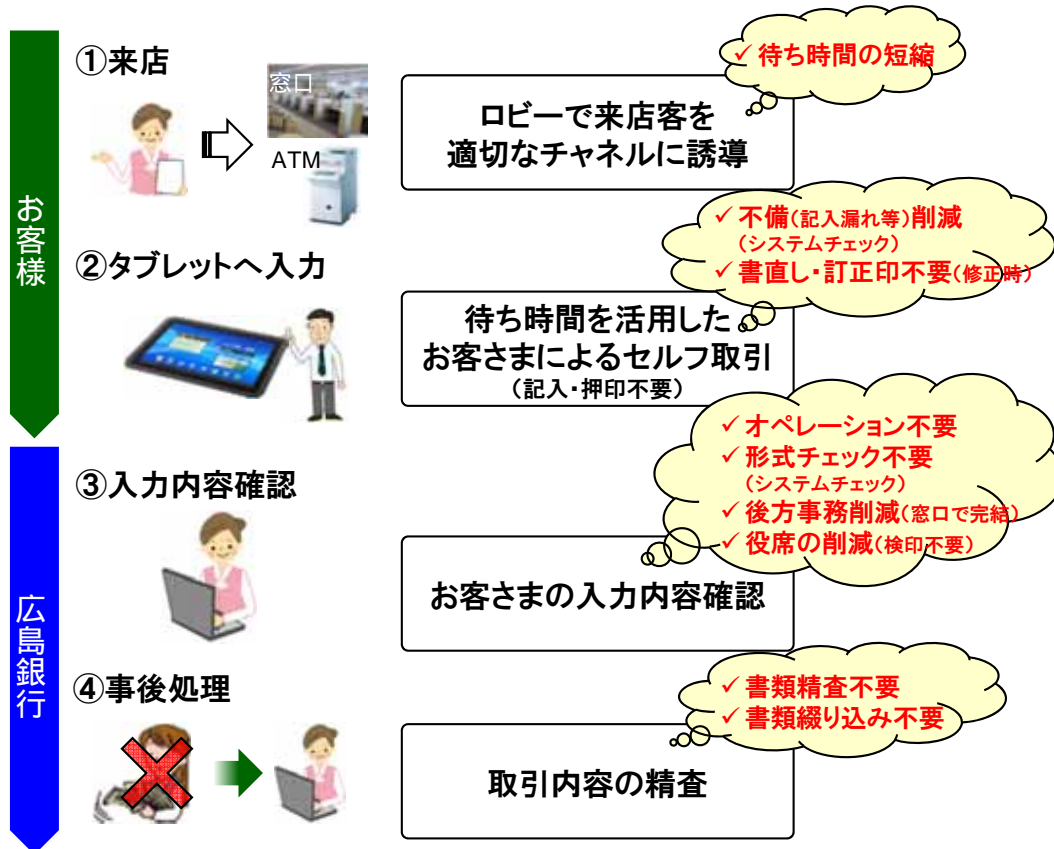 お客様
①来店
窓口
ATM
ロビーで来店客を
適切なチャネルに誘導
✓ 待ち時間の短縮
②タブレットへ入力
待ち時間を活用した
お客さまによるセルフ取引
（記入・押印不要）
✓ 不備（記入漏れ等）削減
（システムチェック）
✓ 書直し・訂正印不要（修正時）
広島銀行
③入力内容確認
お客さまの入力内容確認
✓ オペレーション不要
✓ 形式チェック不要
（システムチェック）
✓ 後方事務削減（窓口で完結）
✓ 役席の削減（検印不要）
④事後処理
取引内容の精査
✓ 書類精査不要
✓ 書類綴り込み不要